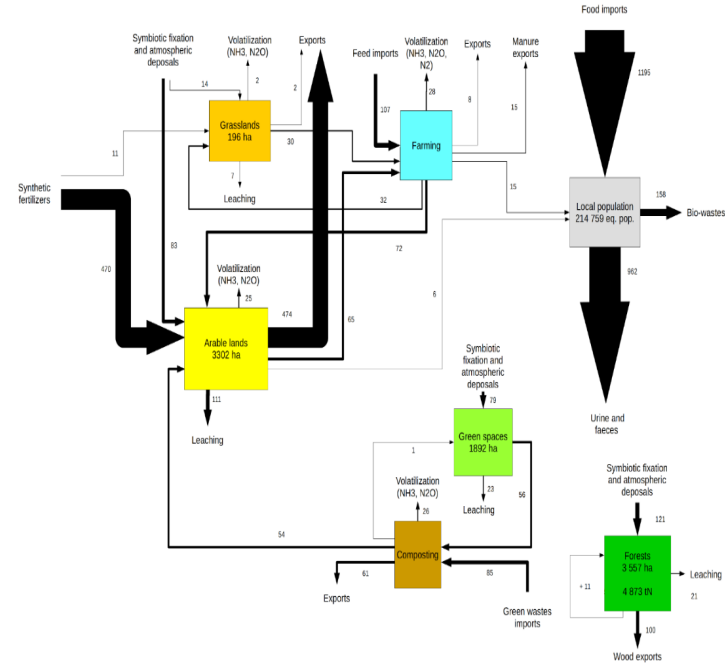 Food imports
Symbiotic fixation
and atmospheric
deposals
Volatilization
(NH3, N2O)
Exports
Feed imports
Volatilization
(NH3, N2O,
N2)
Exports
Manure
exports
1195
14
2
2
107
28
8
15
Grasslands
196 ha
Farming
11
30
7
Leaching
32
15
Synthetic
fertilizers
Local population
214 759 eq. pop.
158
Bio-wastes
470
83
72
962
Volatilization
(NH3, N2O)
25
474
65
6
Arable lands
3302 ha
111
Leaching
Symbiotic
fixation and
atmospheric
deposals
79
Green spaces
1892 ha
1
23
Leaching
56
Urine and
faeces
Volatilization
(NH3, N2O)
26
54
Composting
61
85
Exports
Green wastes
imports
Symbiotic fixation
and atmospheric
deposals
121
Forests
3 557 ha
4 873 tN
+ 11
Leaching
21
100
Wood exports